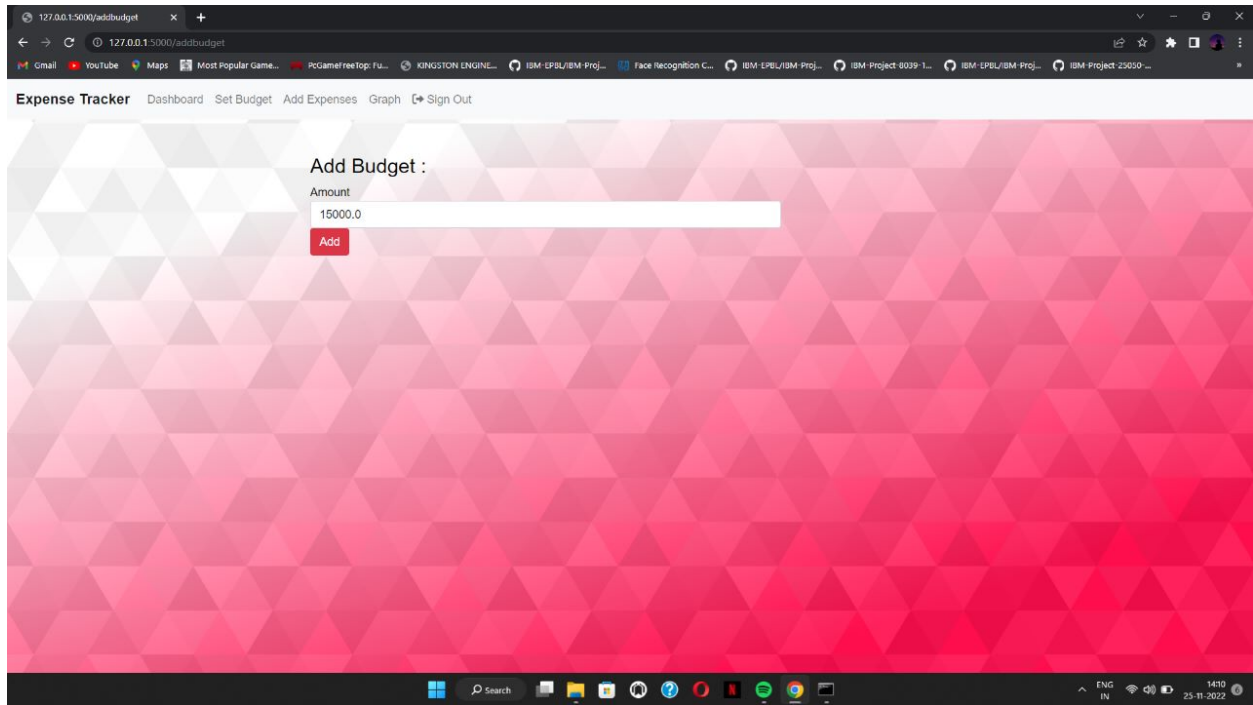 127.0.0.1:5000/addbudget
127.0.0.1:5000/addbudget
Gmail YouTube Maps Most Popular Game... PcGameFreeTop: Fu... KINGSTON ENGINE... IBM-EPBL/IBM-Proj... Face Recognition C... IBM-EPBL/IBM-Proj... IBM-Project-8039-1... IBM-EPBL/IBM-Proj... IBM-Project-25050-...
Expense Tracker Dashboard Set Budget Add Expenses Graph Sign Out
Add Budget :
Amount
15000.0
Add
Search
ENG
IN
14:10
25-11-2022